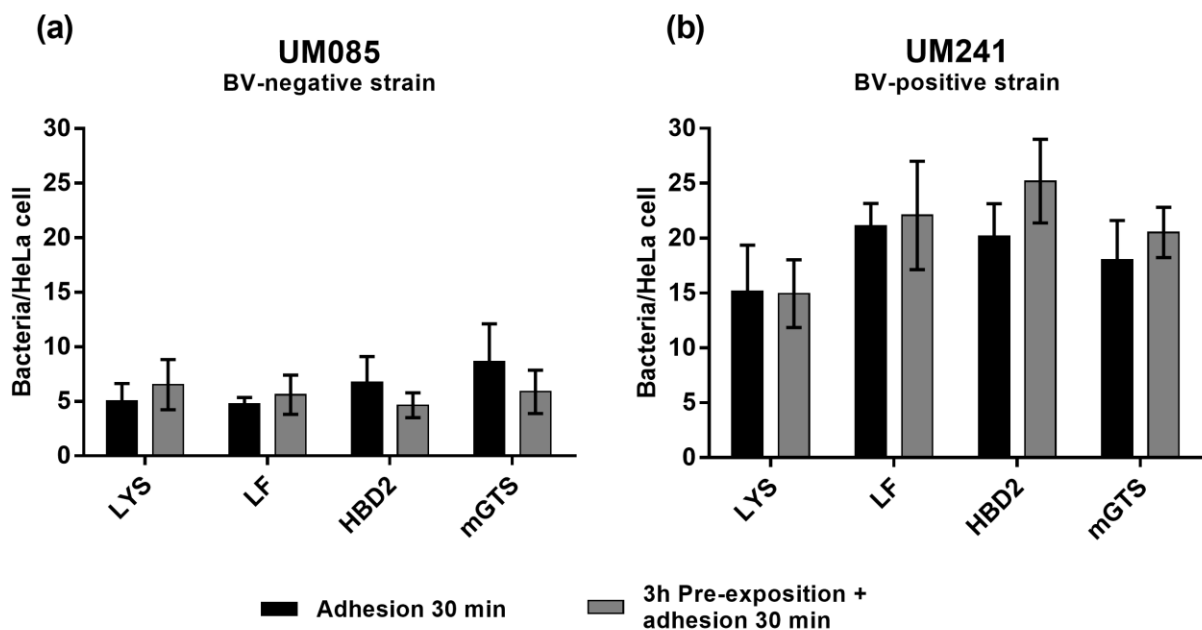 (a)
UM085
BV-negative strain
Bacteria/HeLa cell
30
25
20
15
10
5
0
LYS
LF
HBD2
mGTS
(b)
UM241
BV-positive strain
Bacteria/HeLa cell
30
25
20
15
10
5
0
LYS
LF
HBD2
mGTS
Adhesion 30 min
3h Pre-exposition +
adhesion 30 min